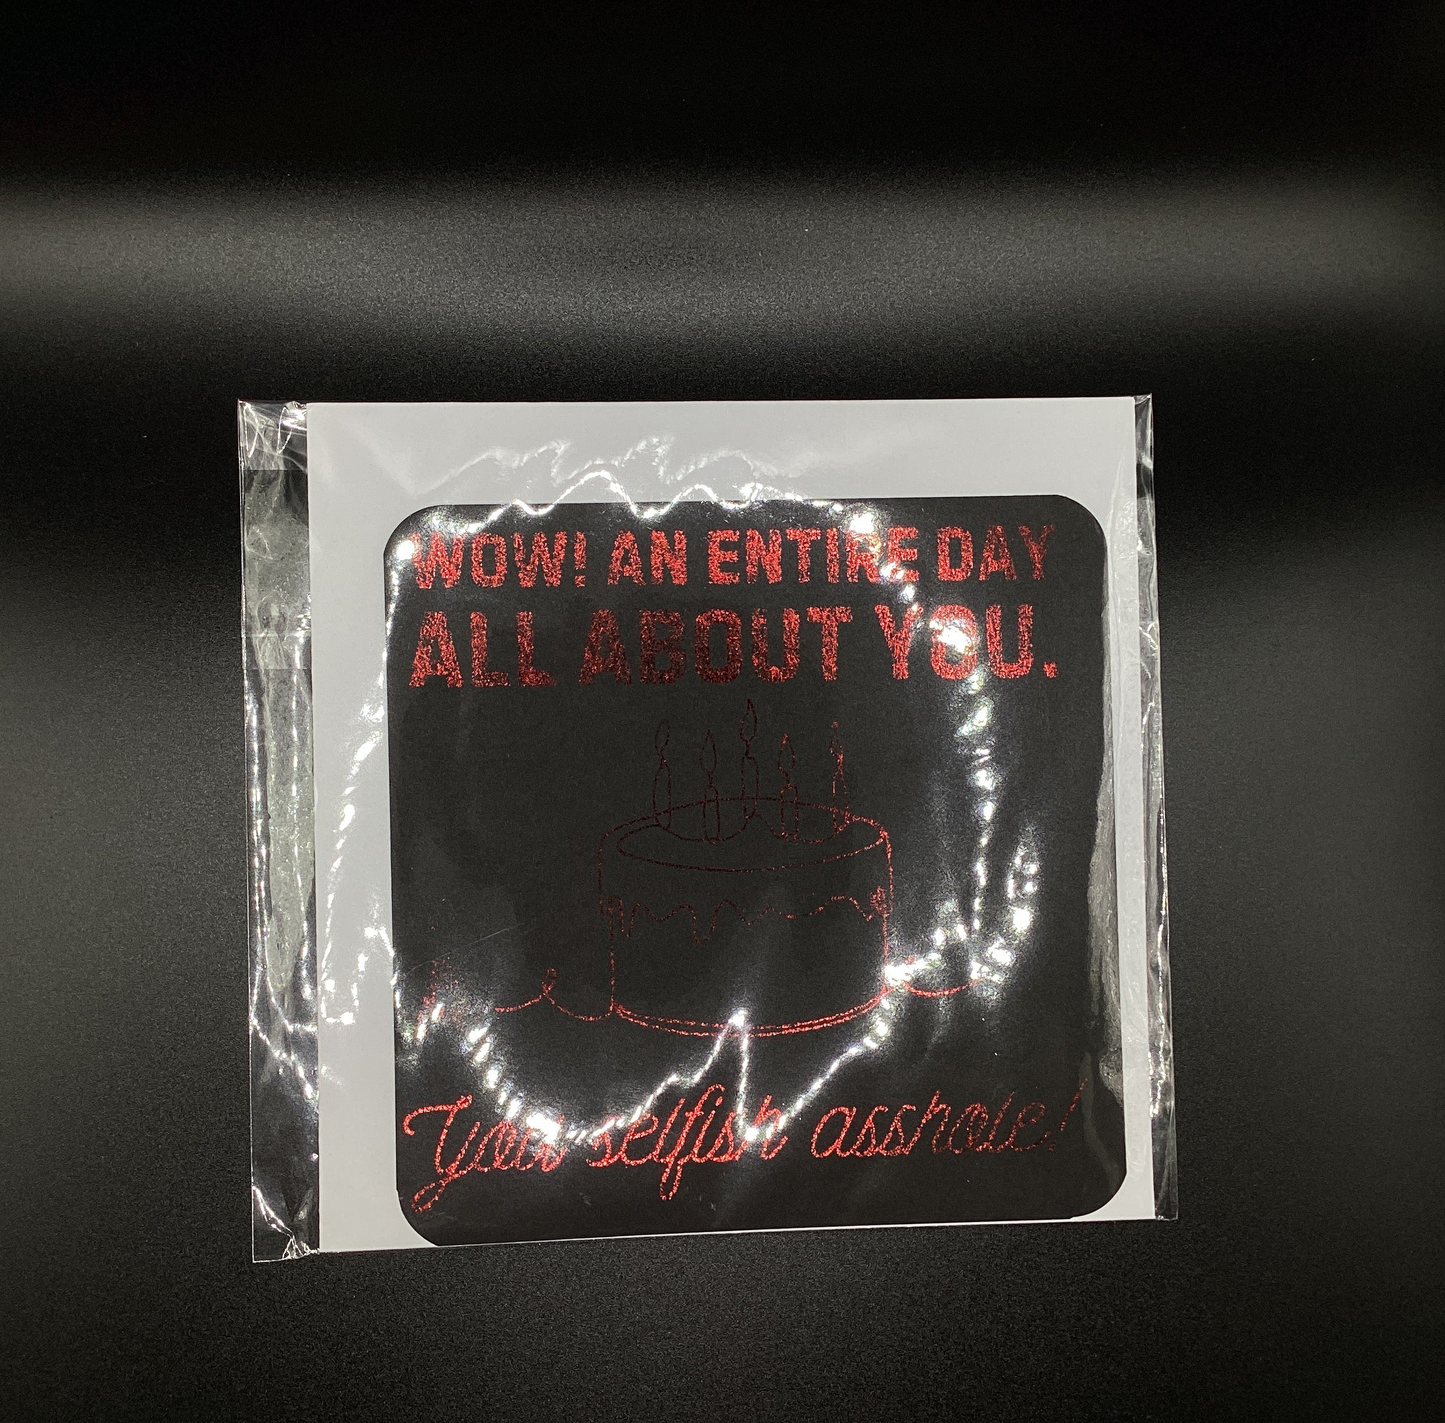 WOW! AN ENTIRE DAY
ALL ABOUT YOU.
You selfish asshole!